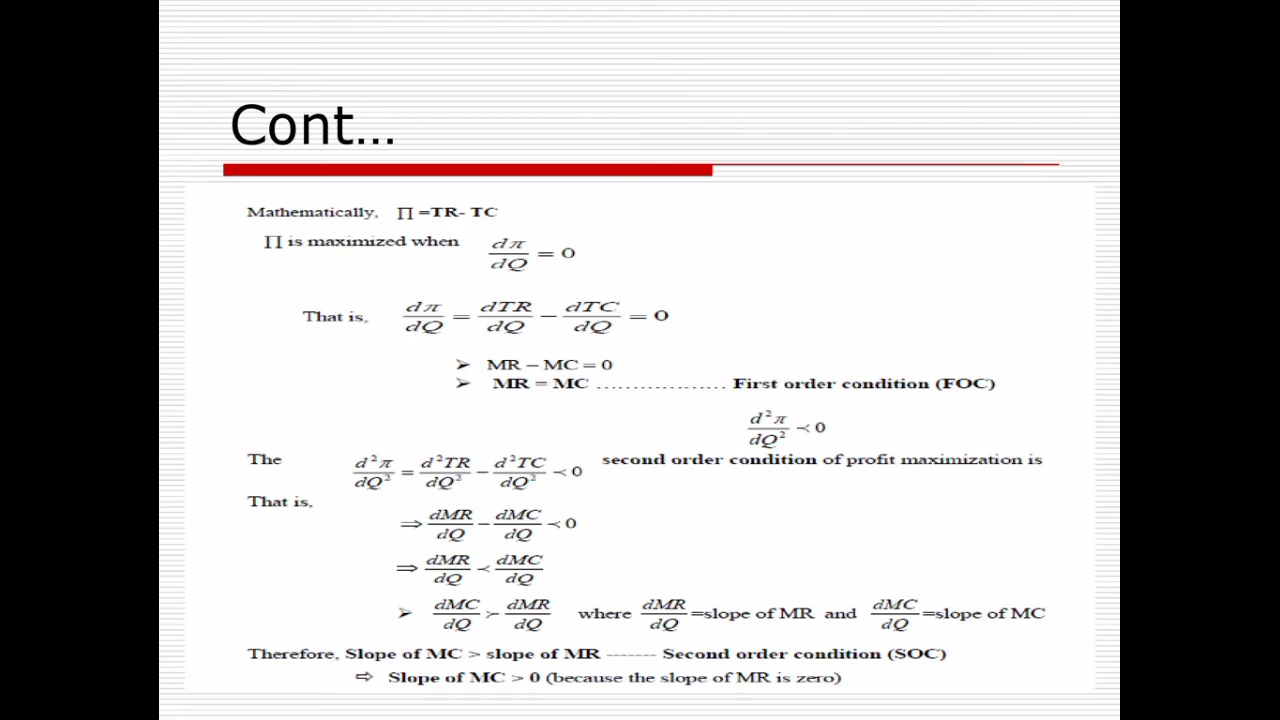 Cont...
Mathematically, ∏ =TR- TC
∏ is maximized when dπ/dQ = 0
That is, dπ/dQ = dTR/dQ − dTC/dQ = 0
➢ MR – MC = 0
➢ MR = MC .................. First order condition (FOC)
d²π/dQ² ≺ 0
The d²π/dQ² = d²TR/dQ² − d²TC/dQ² ≺ 0 second order condition of profit maximization is
That is,
⇒ dMR/dQ − dMC/dQ ≺ 0
⇒ dMR/dQ ≺ dMC/dQ
➢ dMC/dQ ≻ dMR/dQ where dMR/dQ =slope of MR and dMC/dQ =slope of MC
Therefore, Slope of MC > slope of MR ------- Second order condition (SOC)
⇨ Slope of MC > 0 (because the slope of MR is zero)